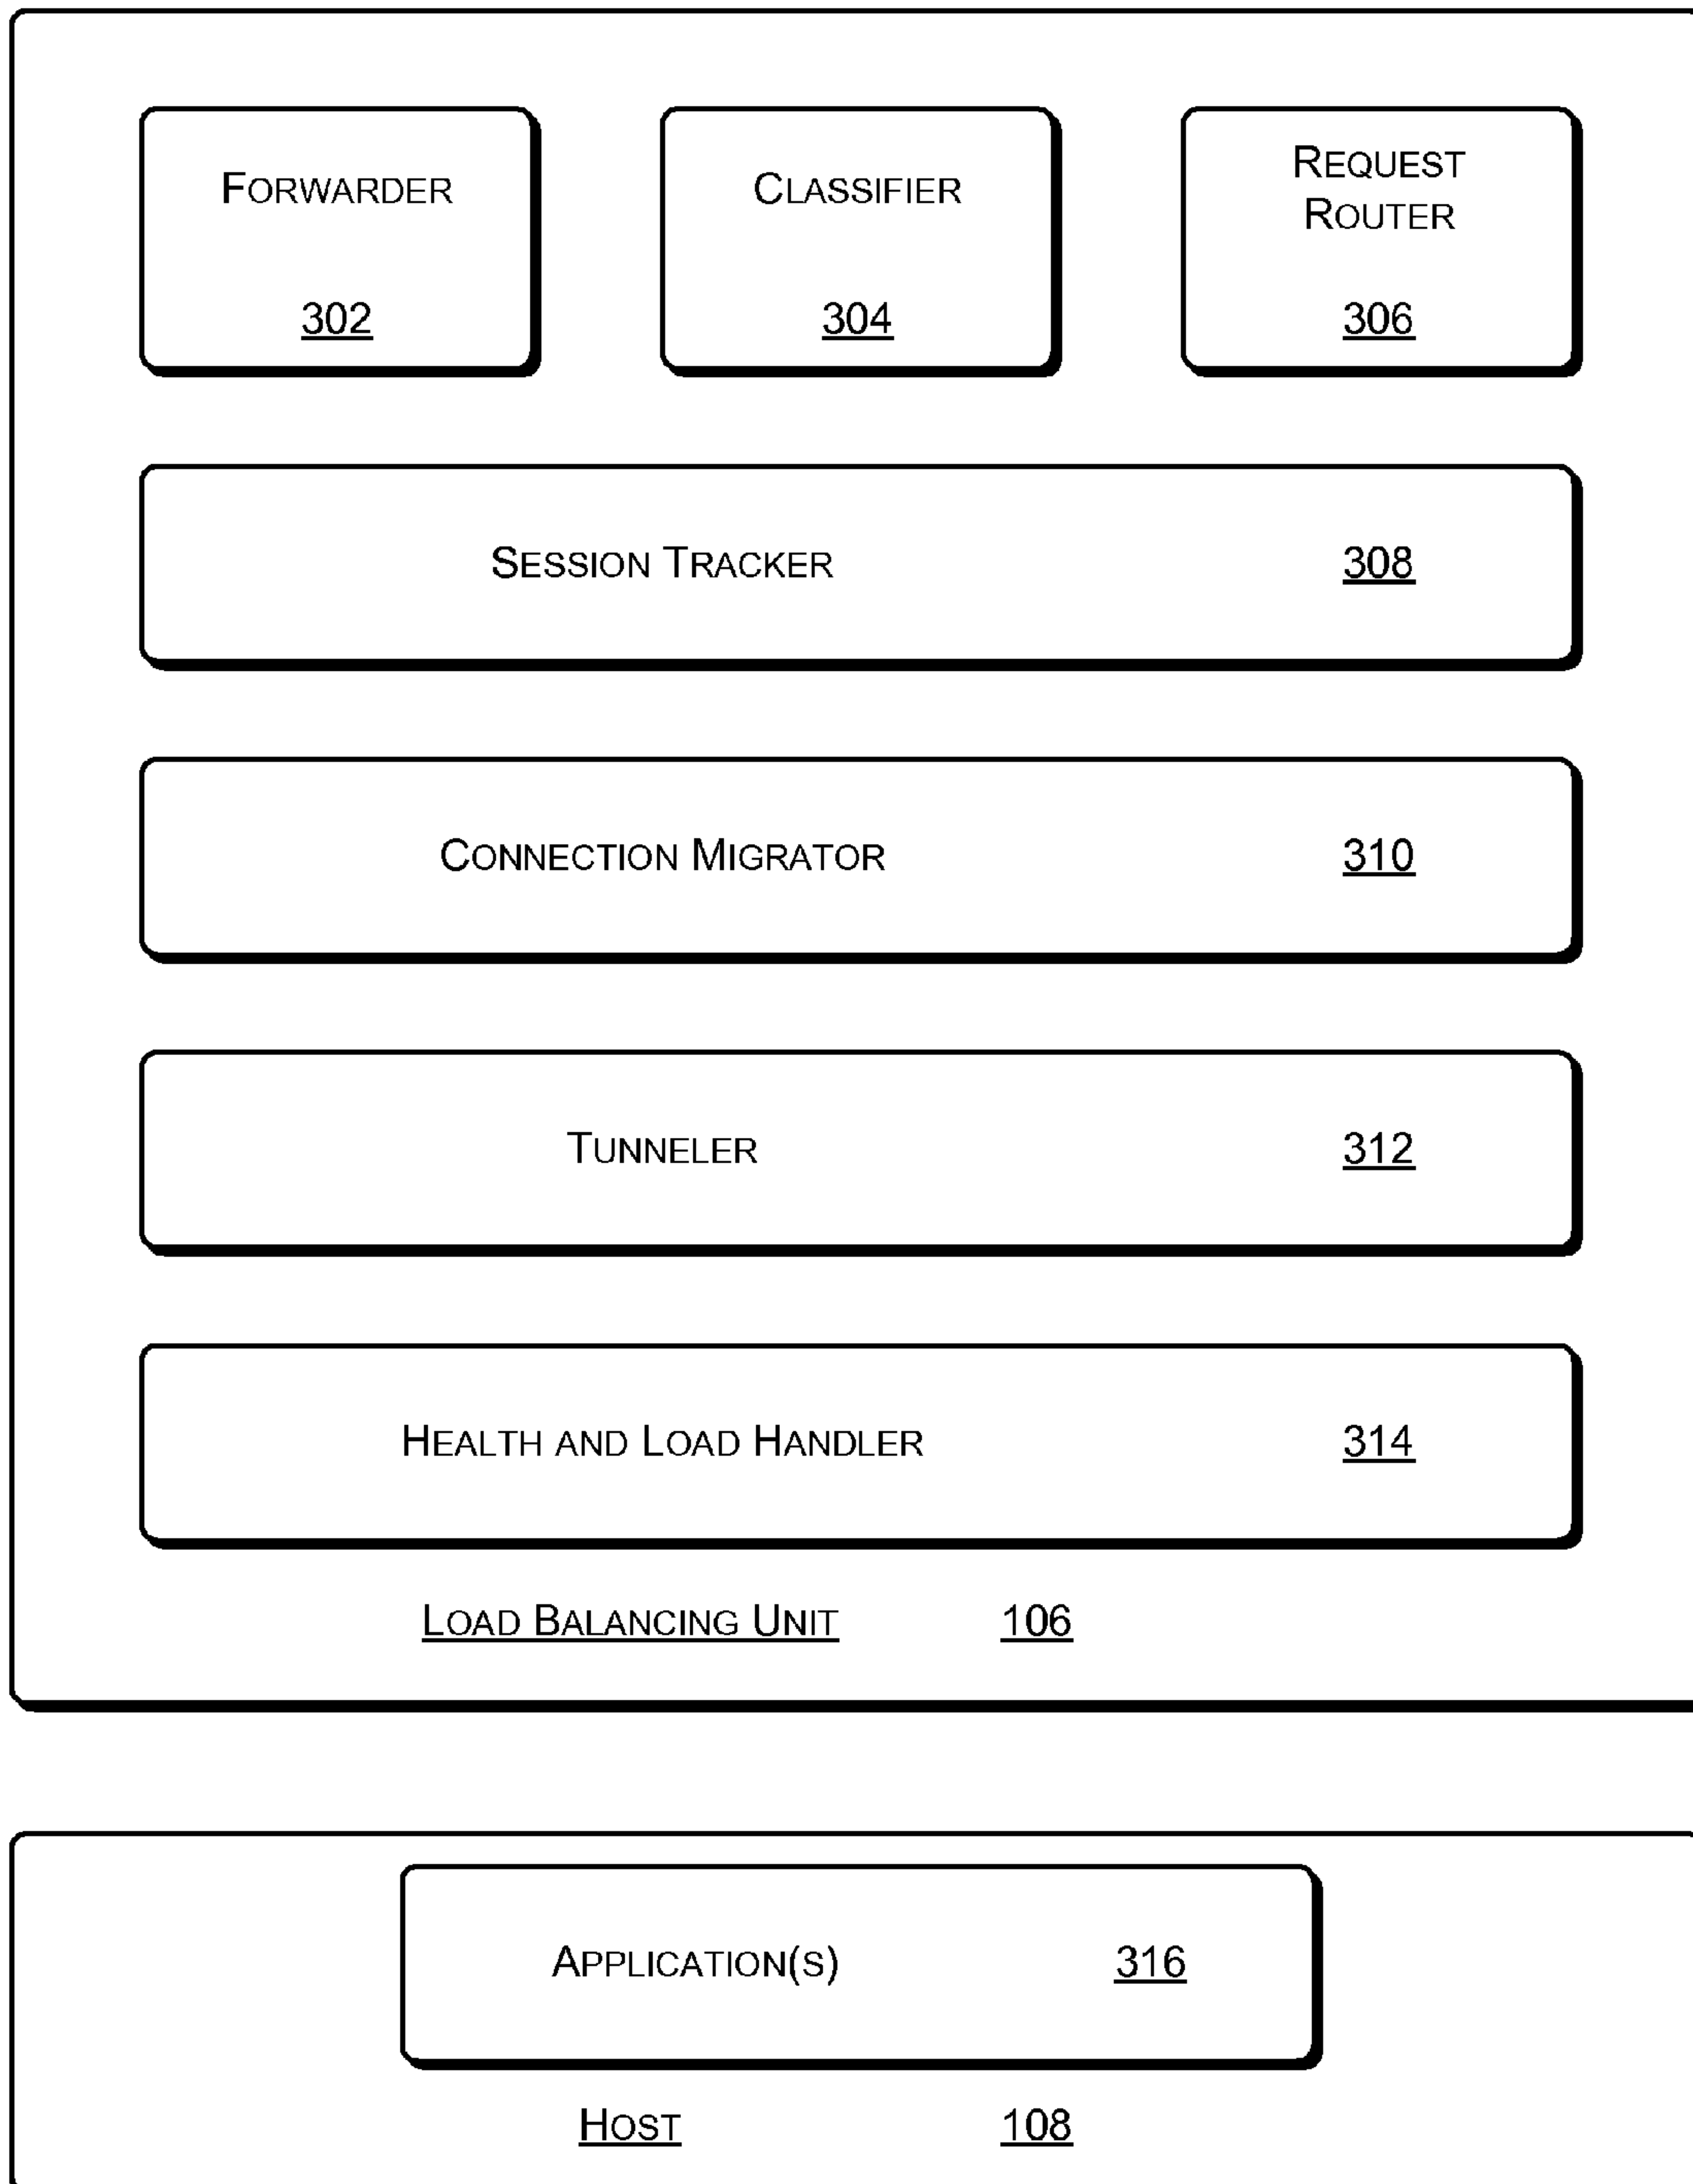 FORWARDER
CLASSIFIER
REQUEST
ROUTER
302
304
306
SESSION TRACKER 308
CONNECTION MIGRATOR 310
TUNNELER 312
HEALTH AND LOAD HANDLER 314
LOAD BALANCING UNIT 106
APPLICATION(S) 316
HOST 108